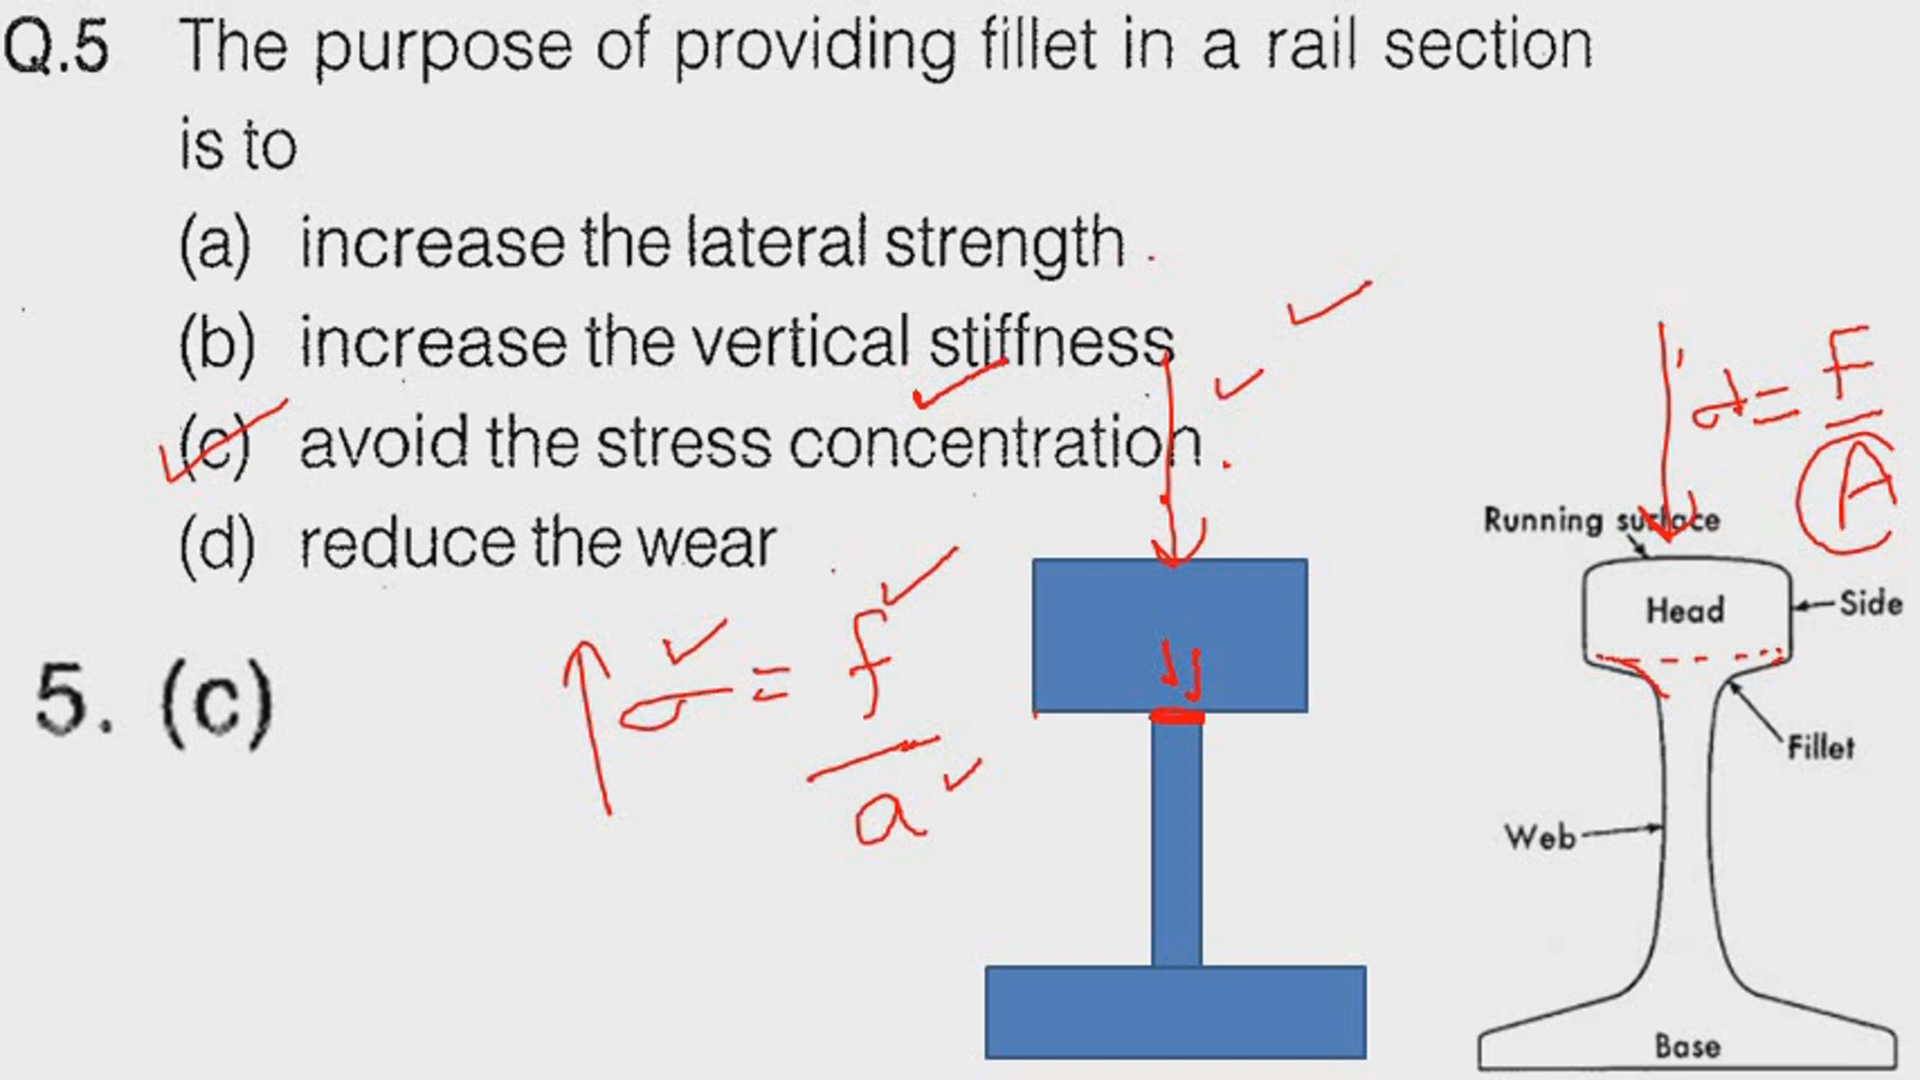 Q.5 The purpose of providing fillet in a rail section
is to
(a) increase the lateral strength
(b) increase the vertical stiffness
(c) avoid the stress concentration
(d) reduce the wear
5. (c)
σ = f
a
σ = F
A
Running surface
Head
Side
Fillet
Web
Base